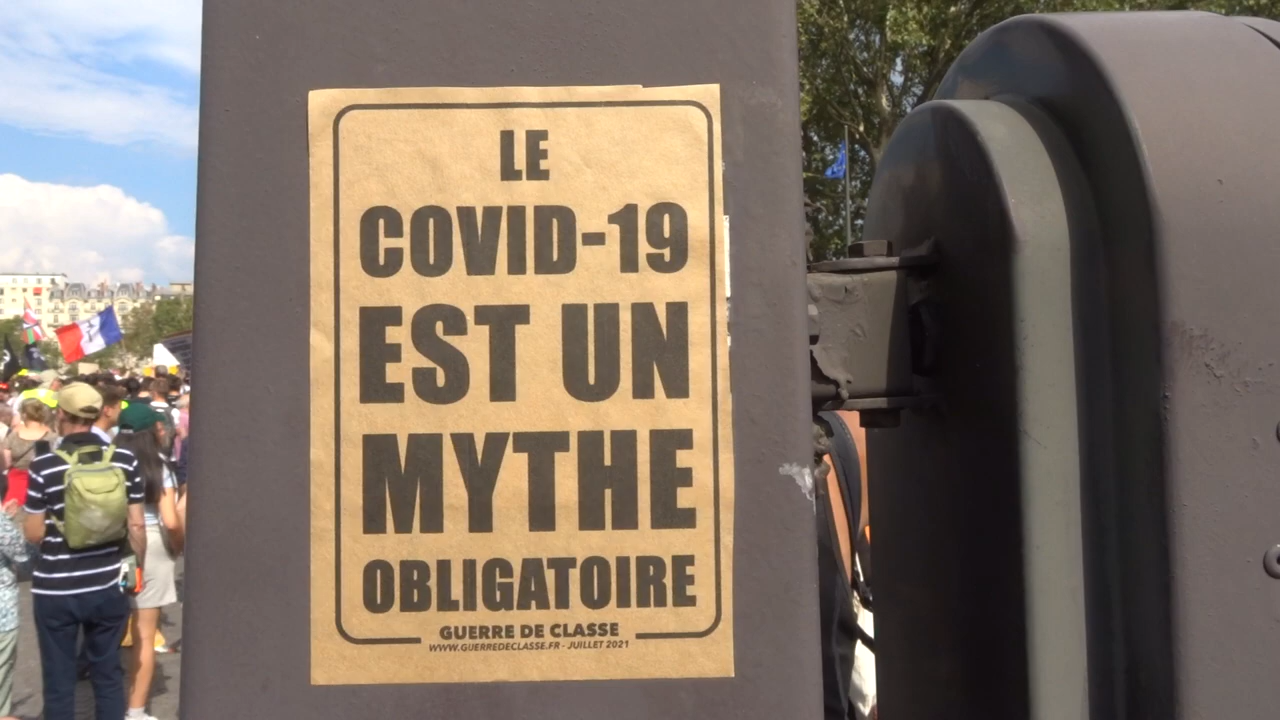 LE
COVID-19
EST UN
MYTHE
OBLIGATOIRE
GUERRE DE CLASSE
WWW.GUERREDECLASSE.FR - JUILLET 2021